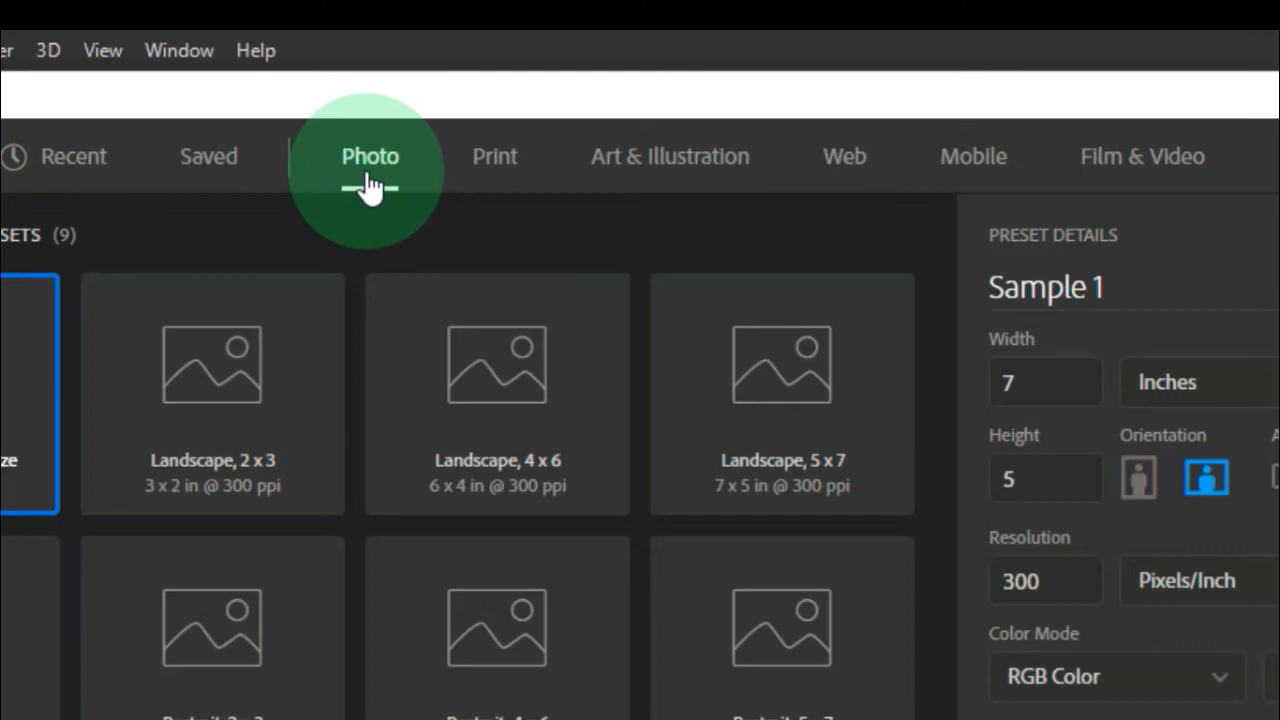 3D View Window Help
Recent Saved Photo Print Art & Illustration Web Mobile Film & Video
(9)
PRESET DETAILS
Sample 1
Width
7 Inches
Height Orientation
5
Resolution
300 Pixels/Inch
Color Mode
RGB Color
Landscape, 2 x 3
3 x 2 in @ 300 ppi
Landscape, 4 x 6
6 x 4 in @ 300 ppi
Landscape, 5 x 7
7 x 5 in @ 300 ppi